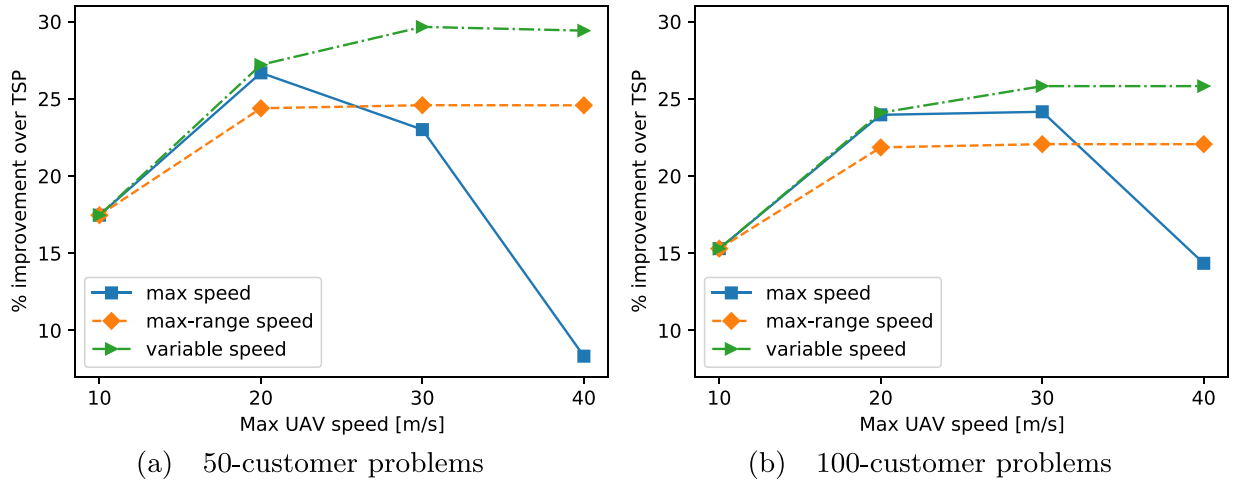 % improvement over TSP
30
25
20
15
10
max speed
max-range speed
variable speed
10 20 30 40
Max UAV speed [m/s]
(a) 50-customer problems
% improvement over TSP
30
25
20
15
10
max speed
max-range speed
variable speed
10 20 30 40
Max UAV speed [m/s]
(b) 100-customer problems